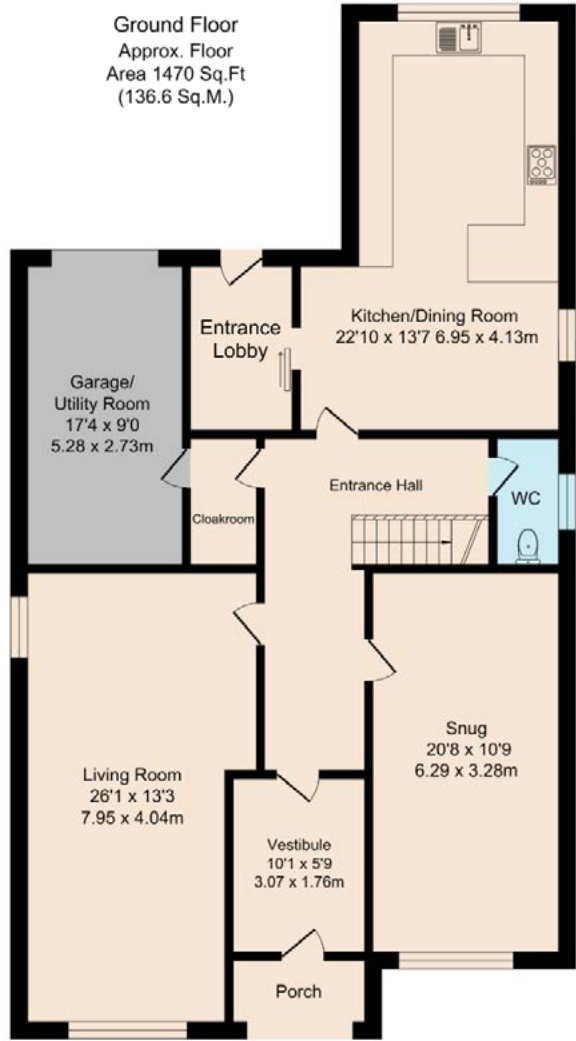 Ground Floor
Approx. Floor
Area 1470 Sq.Ft
(136.6 Sq.M.)
Kitchen/Dining Room
22'10 x 13'7 6.95 x 4.13m
Entrance
Lobby
Garage/
Utility Room
17'4 x 9'0
5.28 x 2.73m
Cloakroom
Entrance Hall
WC
Living Room
26'1 x 13'3
7.95 x 4.04m
Snug
20'8 x 10'9
6.29 x 3.28m
Vestibule
10'1 x 5'9
3.07 x 1.76m
Porch